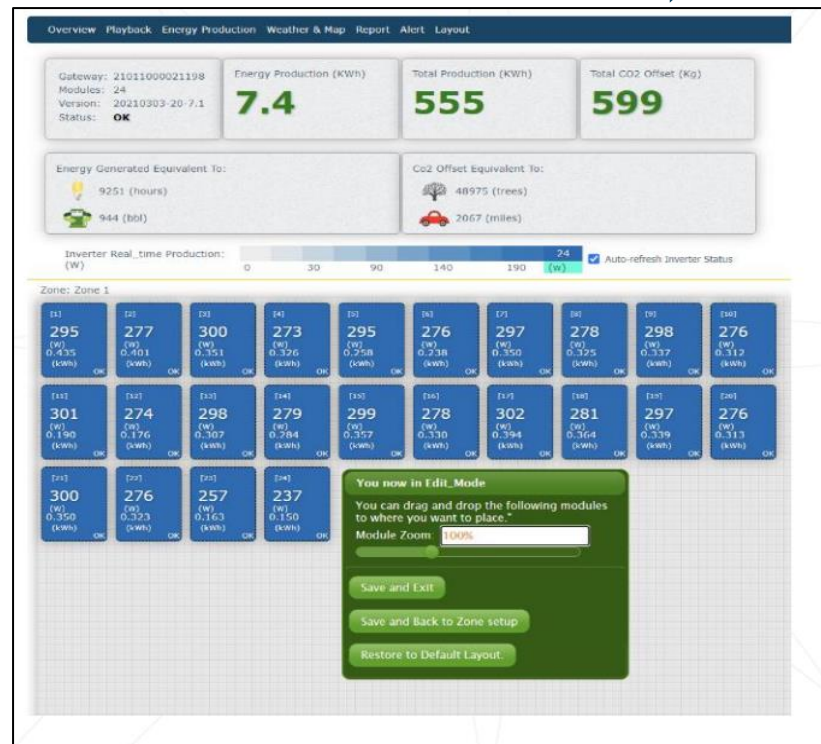 Overview Playback Energy Production Weather & Map Report Alert Layout
Gateway: 21011000021198
Modules: 24
Version: 20210303-20-7.1
Status: OK
Energy Production (KWh)
7.4
Total Production (KWh)
555
Total CO2 Offset (Kg)
599
Energy Generated Equivalent To:
9251 (hours)
944 (bbl)
Co2 Offset Equivalent To:
48975 (trees)
2067 (miles)
Inverter Real_time Production:
(W)
24
0 30 90 140 190 (w)
Auto-refresh Inverter Status
Zone: Zone 1
[1] [2] [3] [4] [5] [6] [7] [8] [9] [10]
295 277 300 273 295 276 297 278 298 276
(W) (W) (W) (W) (W) (W) (W) (W) (W) (W)
0.435 0.401 0.351 0.326 0.258 0.238 0.350 0.325 0.337 0.312
(kWh) (kWh) (kWh) (kWh) (kWh) (kWh) (kWh) (kWh) (kWh) (kWh)
OK OK OK OK OK OK OK OK OK OK
[11] [12] [13] [14] [15] [16] [17] [18] [19] [20]
301 274 298 279 299 278 302 281 297 276
(W) (W) (W) (W) (W) (W) (W) (W) (W) (W)
0.190 0.176 0.307 0.284 0.357 0.330 0.394 0.364 0.339 0.313
(kWh) (kWh) (kWh) (kWh) (kWh) (kWh) (kWh) (kWh) (kWh) (kWh)
OK OK OK OK OK OK OK OK OK OK
[21] [22] [23] [24]
300 276 257 237
(W) (W) (W) (W)
0.350 0.323 0.163 0.150
(kWh) (kWh) (kWh) (kWh)
OK OK OK OK
You now in Edit_Mode
You can drag and drop the following modules
to where you want to place."
Module Zoom: 100%
Save and Exit
Save and Back to Zone setup
Restore to Default Layout.